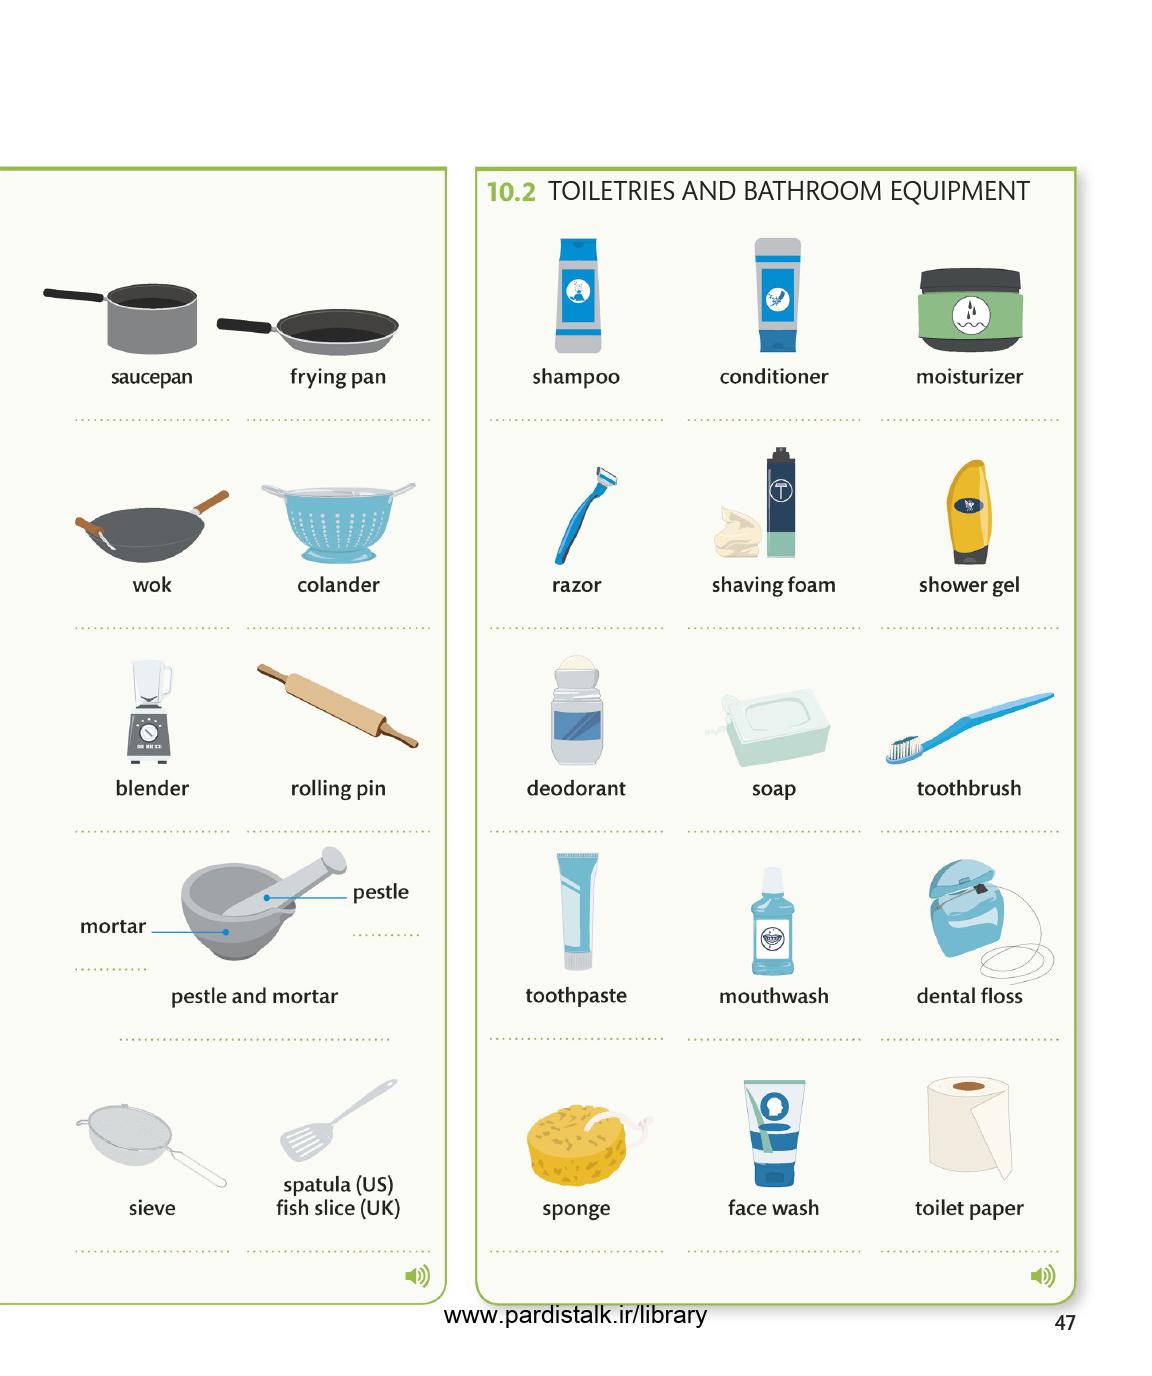 saucepan
frying pan
wok
colander
blender
rolling pin
pestle
mortar
pestle and mortar
sieve
spatula (US)
fish slice (UK)
10.2 TOILETRIES AND BATHROOM EQUIPMENT
shampoo
conditioner
moisturizer
razor
shaving foam
shower gel
deodorant
soap
toothbrush
toothpaste
mouthwash
dental floss
sponge
face wash
toilet paper
www.pardistalk.ir/library
47